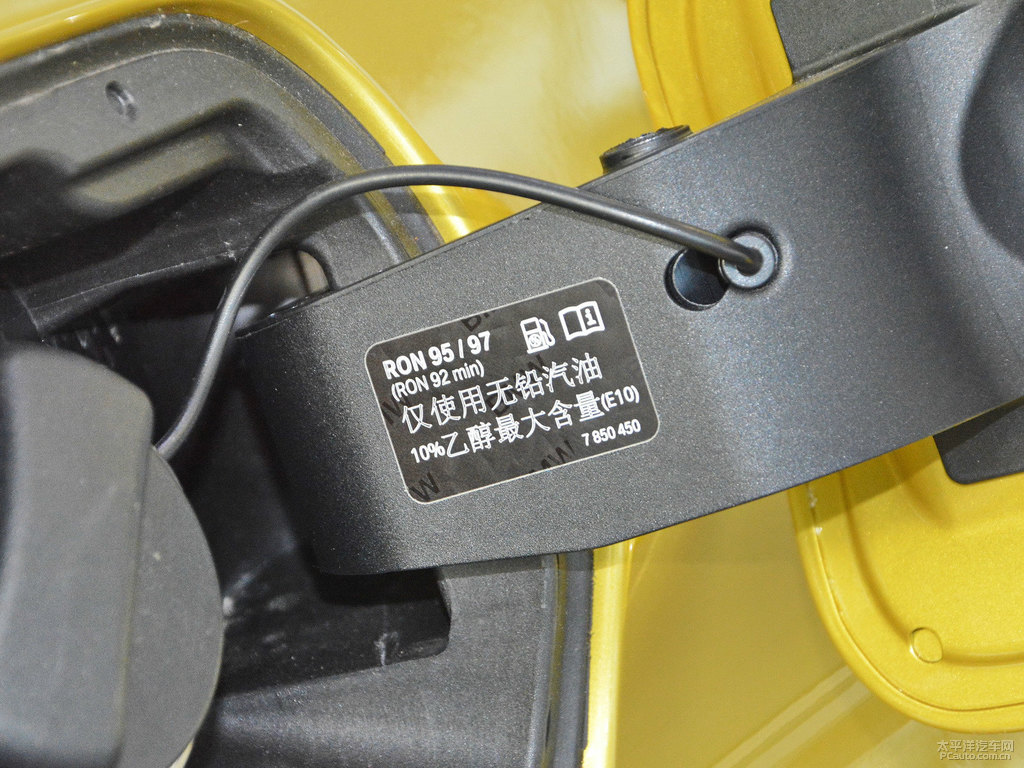 RON 95 / 97
(RON 92 min)
仅使用无铅汽油
10%乙醇最大含量(E10)
7 850 450
太平洋汽车网
PCauto.com.cn